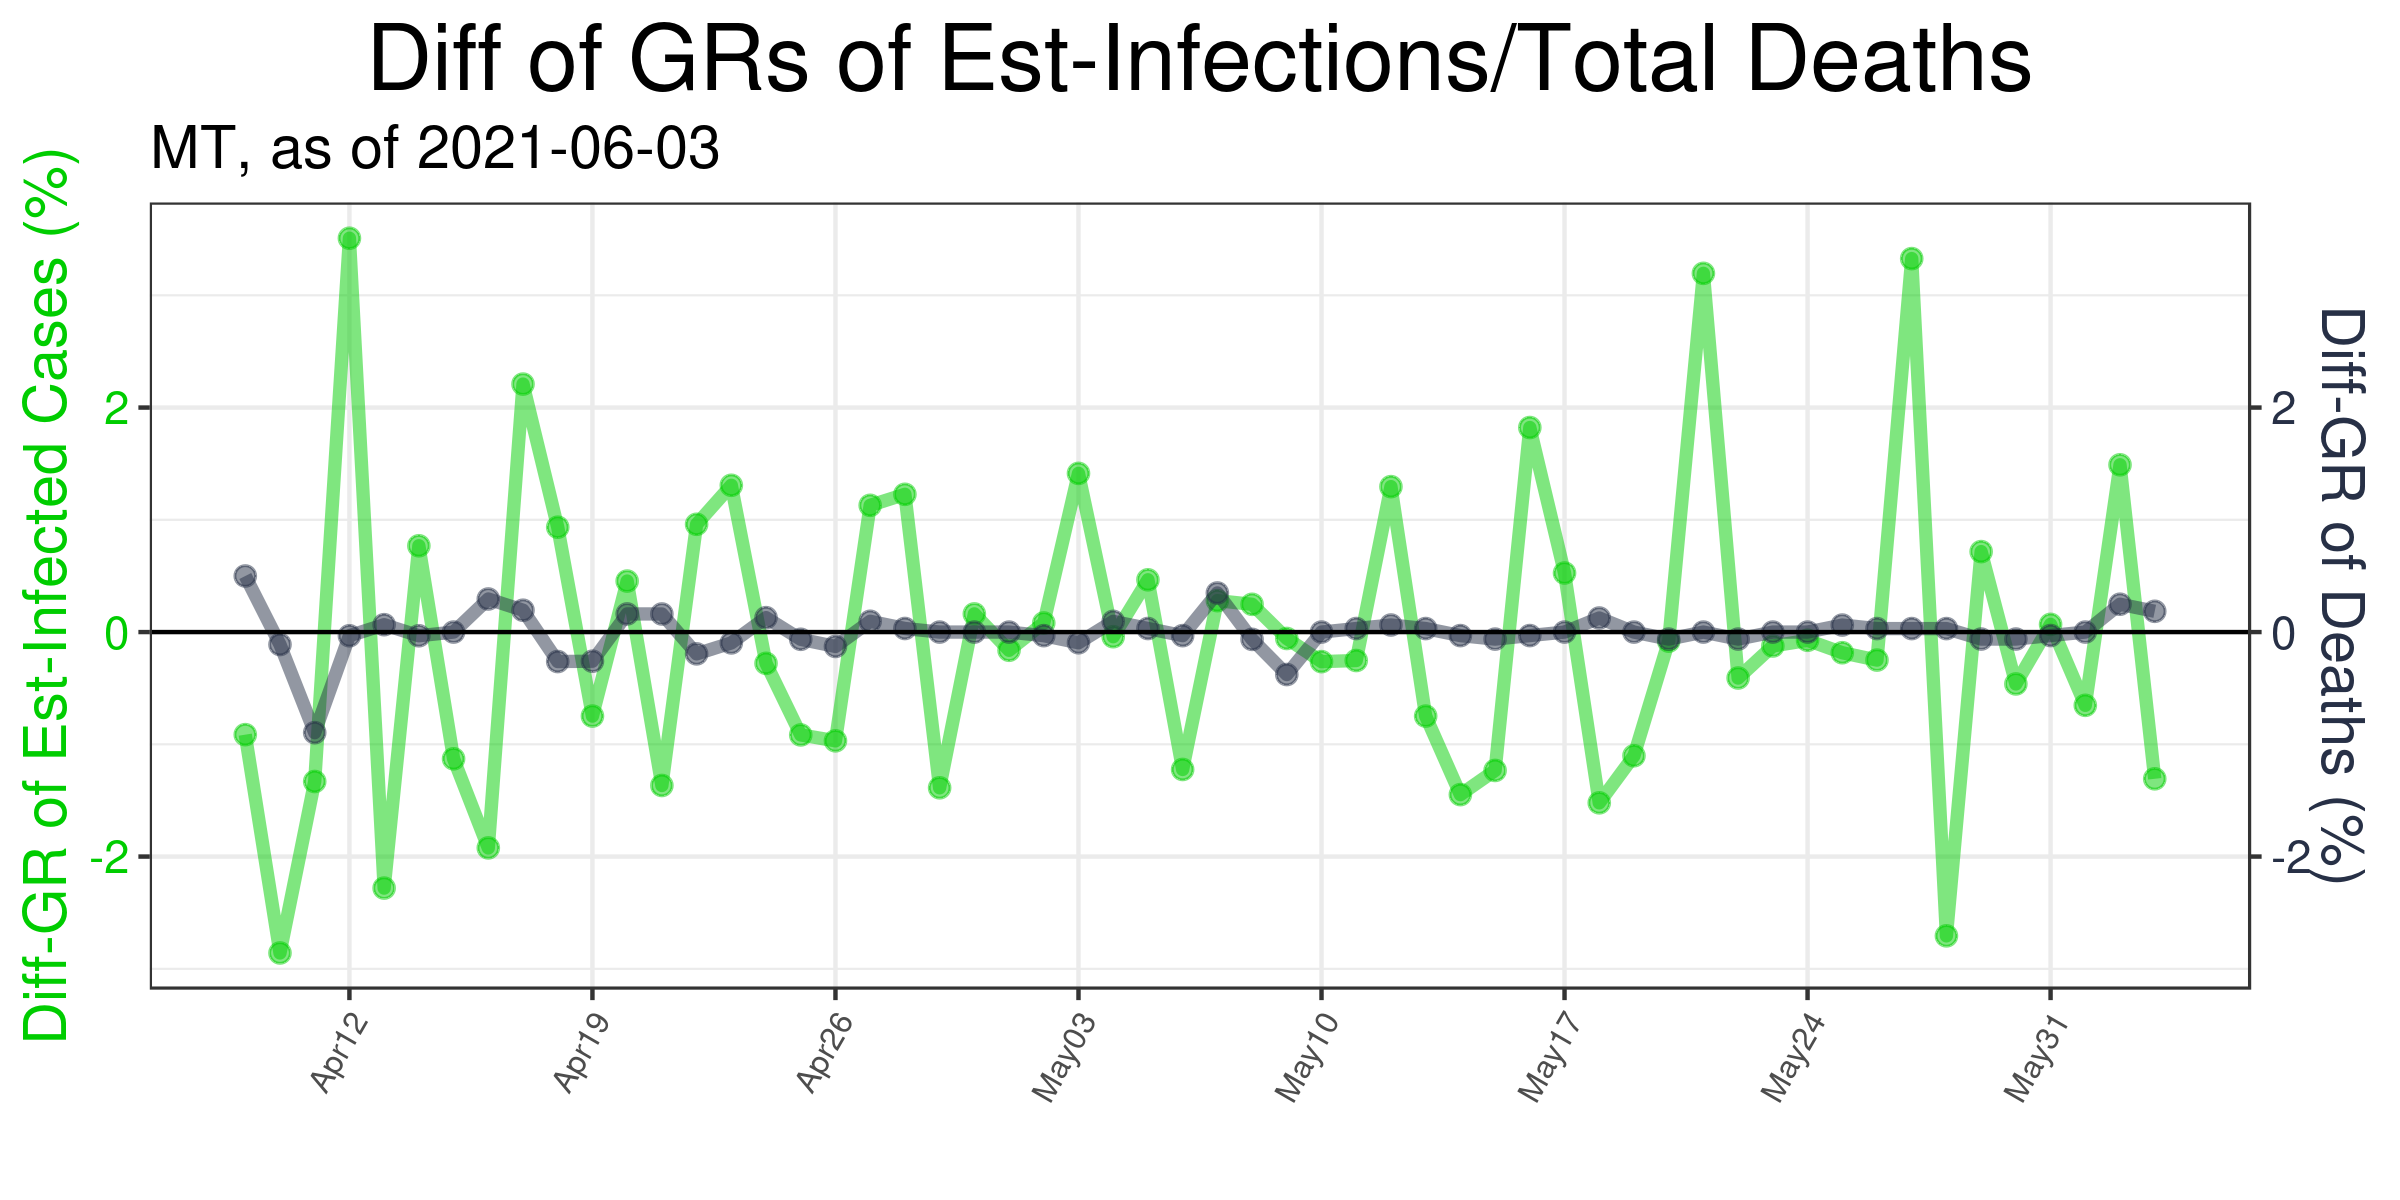 Diff of GRs of Est-Infections/Total Deaths
MT, as of 2021-06-03
Diff-GR of Est-Infected Cases (%)
2
0
-2
2
0
-2
Diff-GR of Deaths (%)
Apr12
Apr19
Apr26
May03
May10
May17
May24
May31